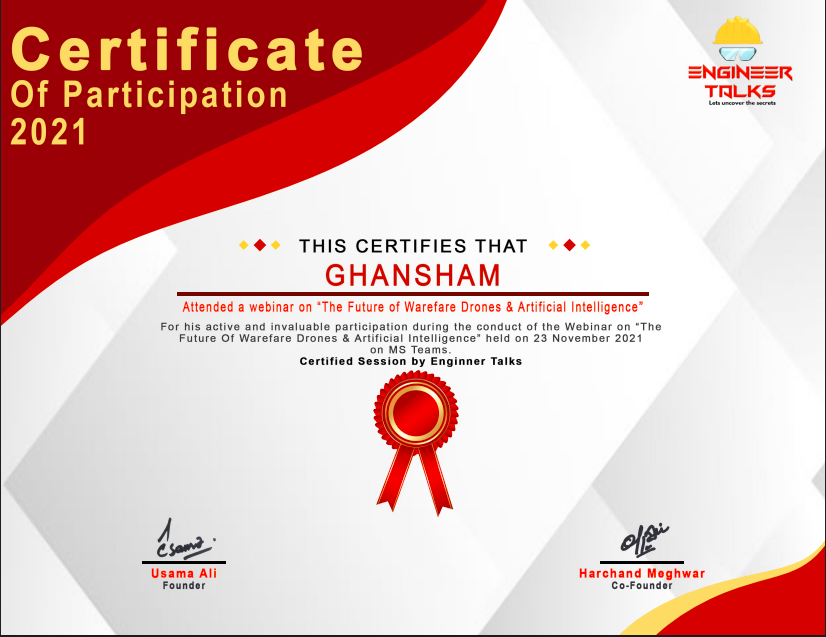 Certificate
Of Participation
2021
ENGINEER
TALKS
Lets uncover the secrets
THIS CERTIFIES THAT
GHANSHAM
Attended a webinar on “The Future of Warefare Drones & Artificial Intelligence”
For his active and invaluable participation during the conduct of the Webinar on “The
Future Of Warefare Drones & Artificial Intelligence” held on 23 November 2021
on MS Teams.
Certified Session by Enginner Talks
Usama Ali
Founder
Harchand Meghwar
Co-Founder